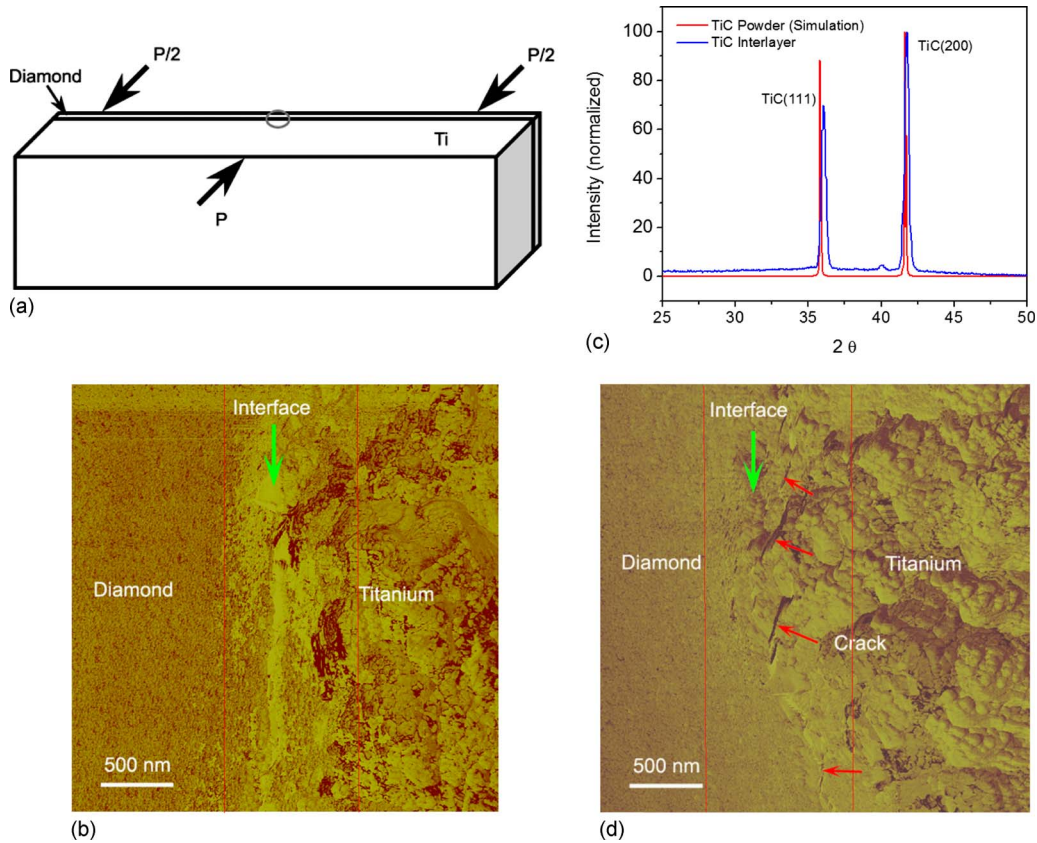 P/2
P/2
Diamond
Ti
P
(a)
TiC Powder (Simulation)
TiC Interlayer
TiC(200)
TiC(111)
Intensity (normalized)
100
80
60
40
20
0
25
30
35
40
45
50
2 θ
(c)
Interface
Diamond
Titanium
500 nm
(b)
Interface
Diamond
Titanium
Crack
500 nm
(d)